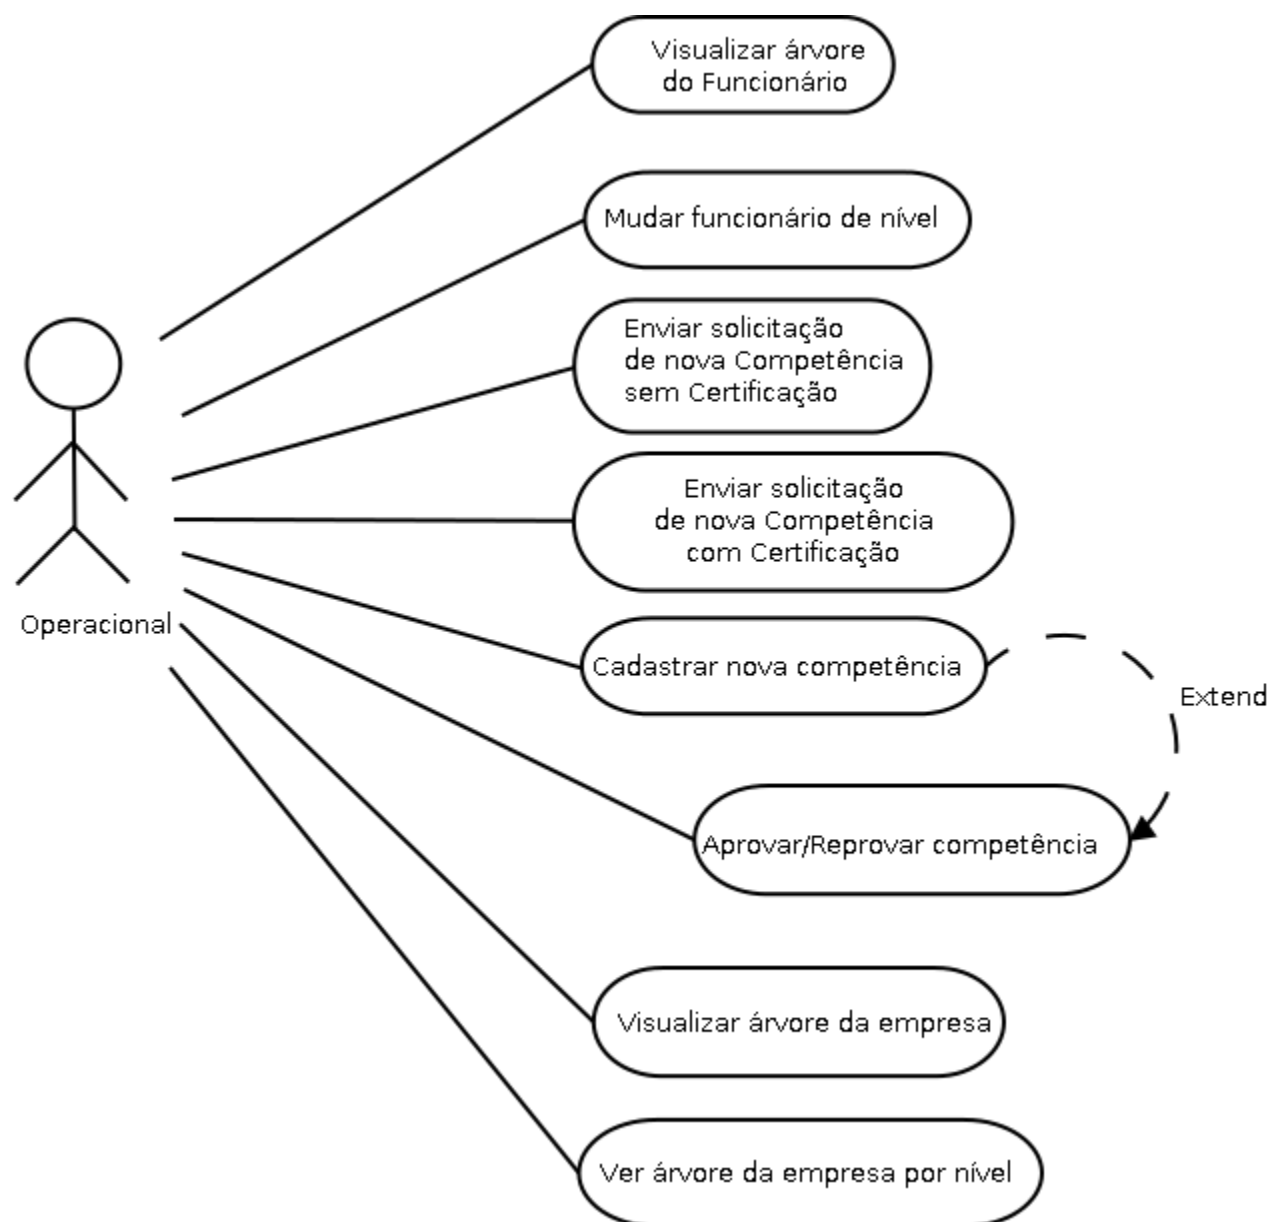 Visualizar árvore
do Funcionário
Mudar funcionário de nível
Enviar solicitação
de nova Competência
sem Certificação
Enviar solicitação
de nova Competência
com Certificação
Operacional
Cadastrar nova competência
Extend
Aprovar/Reprovar competência
Visualizar árvore da empresa
Ver árvore da empresa por nível